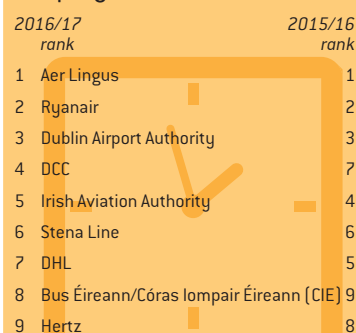 2016/17 2015/16
rank rank
1 Aer Lingus 1
2 Ryanair 2
3 Dublin Airport Authority 3
4 DCC 7
5 Irish Aviation Authority 4
6 Stena Line 6
7 DHL 5
8 Bus Éireann/Córas Iompair Éireann (CIE) 9
9 Hertz 8